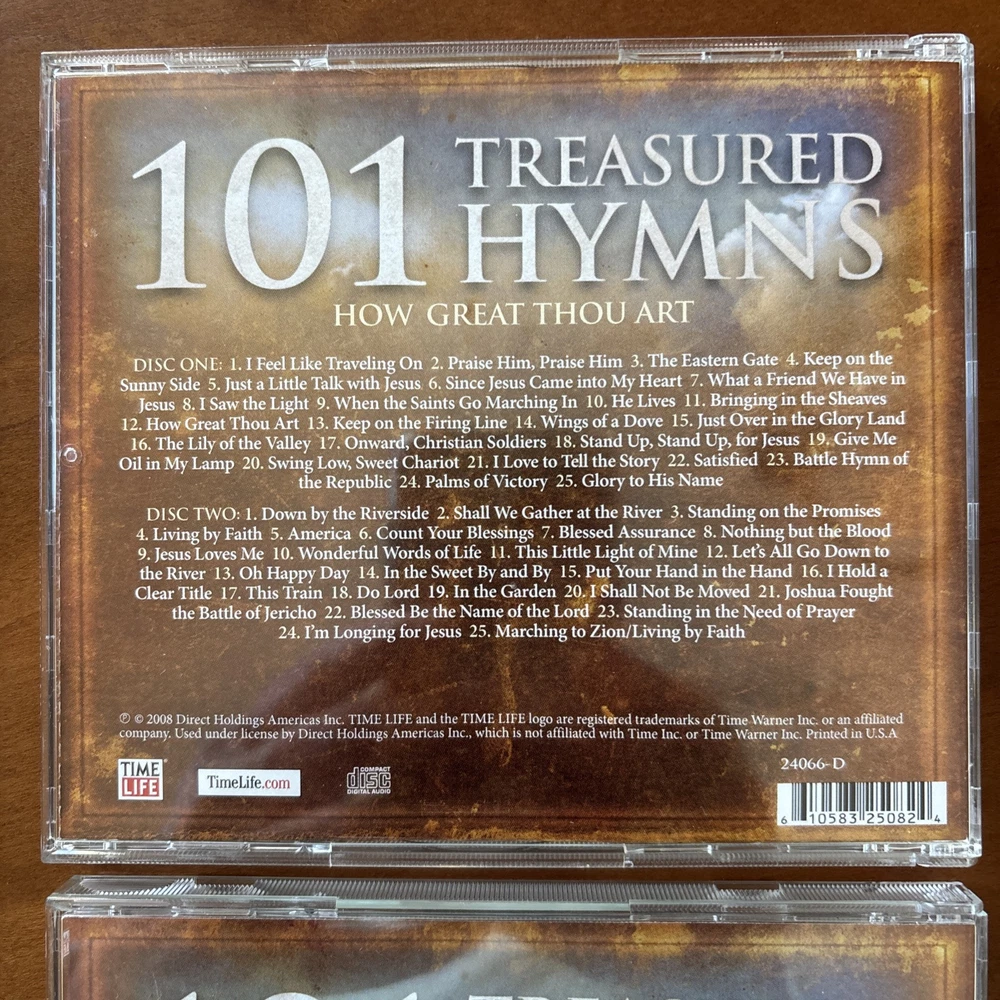 101 TREASURED
HYMNS
HOW GREAT THOU ART
DISC ONE: 1. I Feel Like Traveling On 2. Praise Him, Praise Him 3. The Eastern Gate 4. Keep on the
Sunny Side 5. Just a Little Talk with Jesus 6. Since Jesus Came into My Heart 7. What a Friend We Have in
Jesus 8. I Saw the Light 9. When the Saints Go Marching In 10. He Lives 11. Bringing in the Sheaves
12. How Great Thou Art 13. Keep on the Firing Line 14. Wings of a Dove 15. Just Over in the Glory Land
16. The Lily of the Valley 17. Onward, Christian Soldiers 18. Stand Up, Stand Up, for Jesus 19. Give Me
Oil in My Lamp 20. Swing Low, Sweet Chariot 21. I Love to Tell the Story 22. Satisfied 23. Battle Hymn of
the Republic 24. Palms of Victory 25. Glory to His Name
DISC TWO: 1. Down by the Riverside 2. Shall We Gather at the River 3. Standing on the Promises
4. Living by Faith 5. America 6. Count Your Blessings 7. Blessed Assurance 8. Nothing but the Blood
9. Jesus Loves Me 10. Wonderful Words of Life 11. This Little Light of Mine 12. Let's All Go Down to
the River 13. Oh Happy Day 14. In the Sweet By and By 15. Put Your Hand in the Hand 16. I Hold a
Clear Title 17. This Train 18. Do Lord 19. In the Garden 20. I Shall Not Be Moved 21. Joshua Fought
the Battle of Jericho 22. Blessed Be the Name of the Lord 23. Standing in the Need of Prayer
24. I'm Longing for Jesus 25. Marching to Zion/Living by Faith
℗ © 2008 Direct Holdings Americas Inc. TIME LIFE and the TIME LIFE logo are registered trademarks of Time Warner Inc. or an affiliated
company. Used under license by Direct Holdings Americas Inc., which is not affiliated with Time Inc. or Time Warner Inc. Printed in U.S.A
24066-D
TIME
LIFE
TimeLife.com
COMPACT
disc
DIGITAL AUDIO
6 10583 25082 4